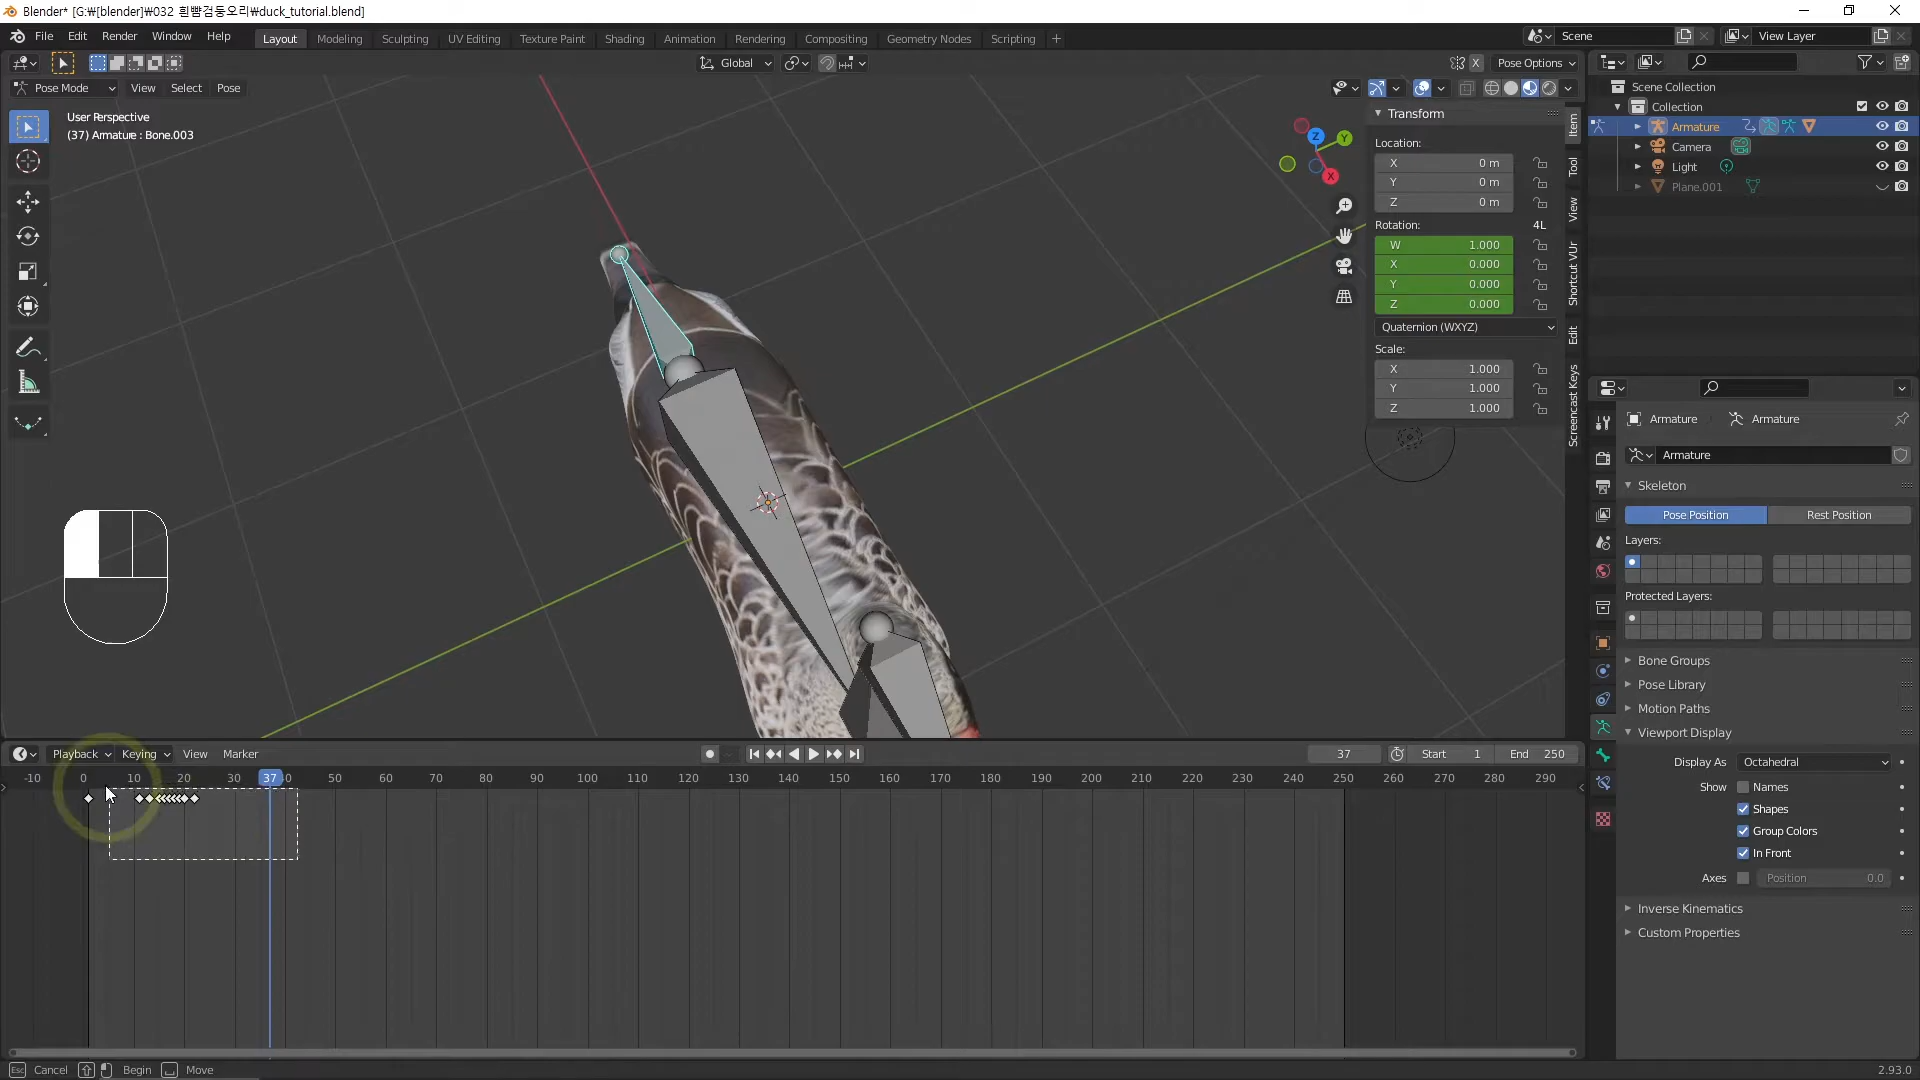 Blender* [G:₩[blender]₩032 흰뺨검둥오리₩duck_tutorial.blend]
File Edit Render Window Help
Layout Modeling Sculpting UV Editing Texture Paint Shading Animation Rendering Compositing Geometry Nodes Scripting
Scene
View Layer
Global
X
Pose Options
Pose Mode View Select Pose
User Perspective
(37) Armature : Bone.003
Z
Y
X
Transform
Location:
X 0 m
Y 0 m
Z 0 m
Rotation: 4L
W 1.000
X 0.000
Y 0.000
Z 0.000
Quaternion (WXYZ)
Scale:
X 1.000
Y 1.000
Z 1.000
Item
Tool
View
Shortcut VUr
Edit
Screencast Keys
Scene Collection
Collection
Armature
Camera
Light
Plane.001
Armature Armature
Armature
Skeleton
Pose Position Rest Position
Layers:
Protected Layers:
Bone Groups
Pose Library
Motion Paths
Viewport Display
Display As Octahedral
Show Names
Shapes
Group Colors
In Front
Axes Position 0.0
Inverse Kinematics
Custom Properties
Playback Keying View Marker
37 Start 1 End 250
-10 0 10 20 30 37 50 60 70 80 90 100 110 120 130 140 150 160 170 180 190 200 210 220 230 240 250 260 270 280 290
Esc Cancel Begin Move
2.93.0